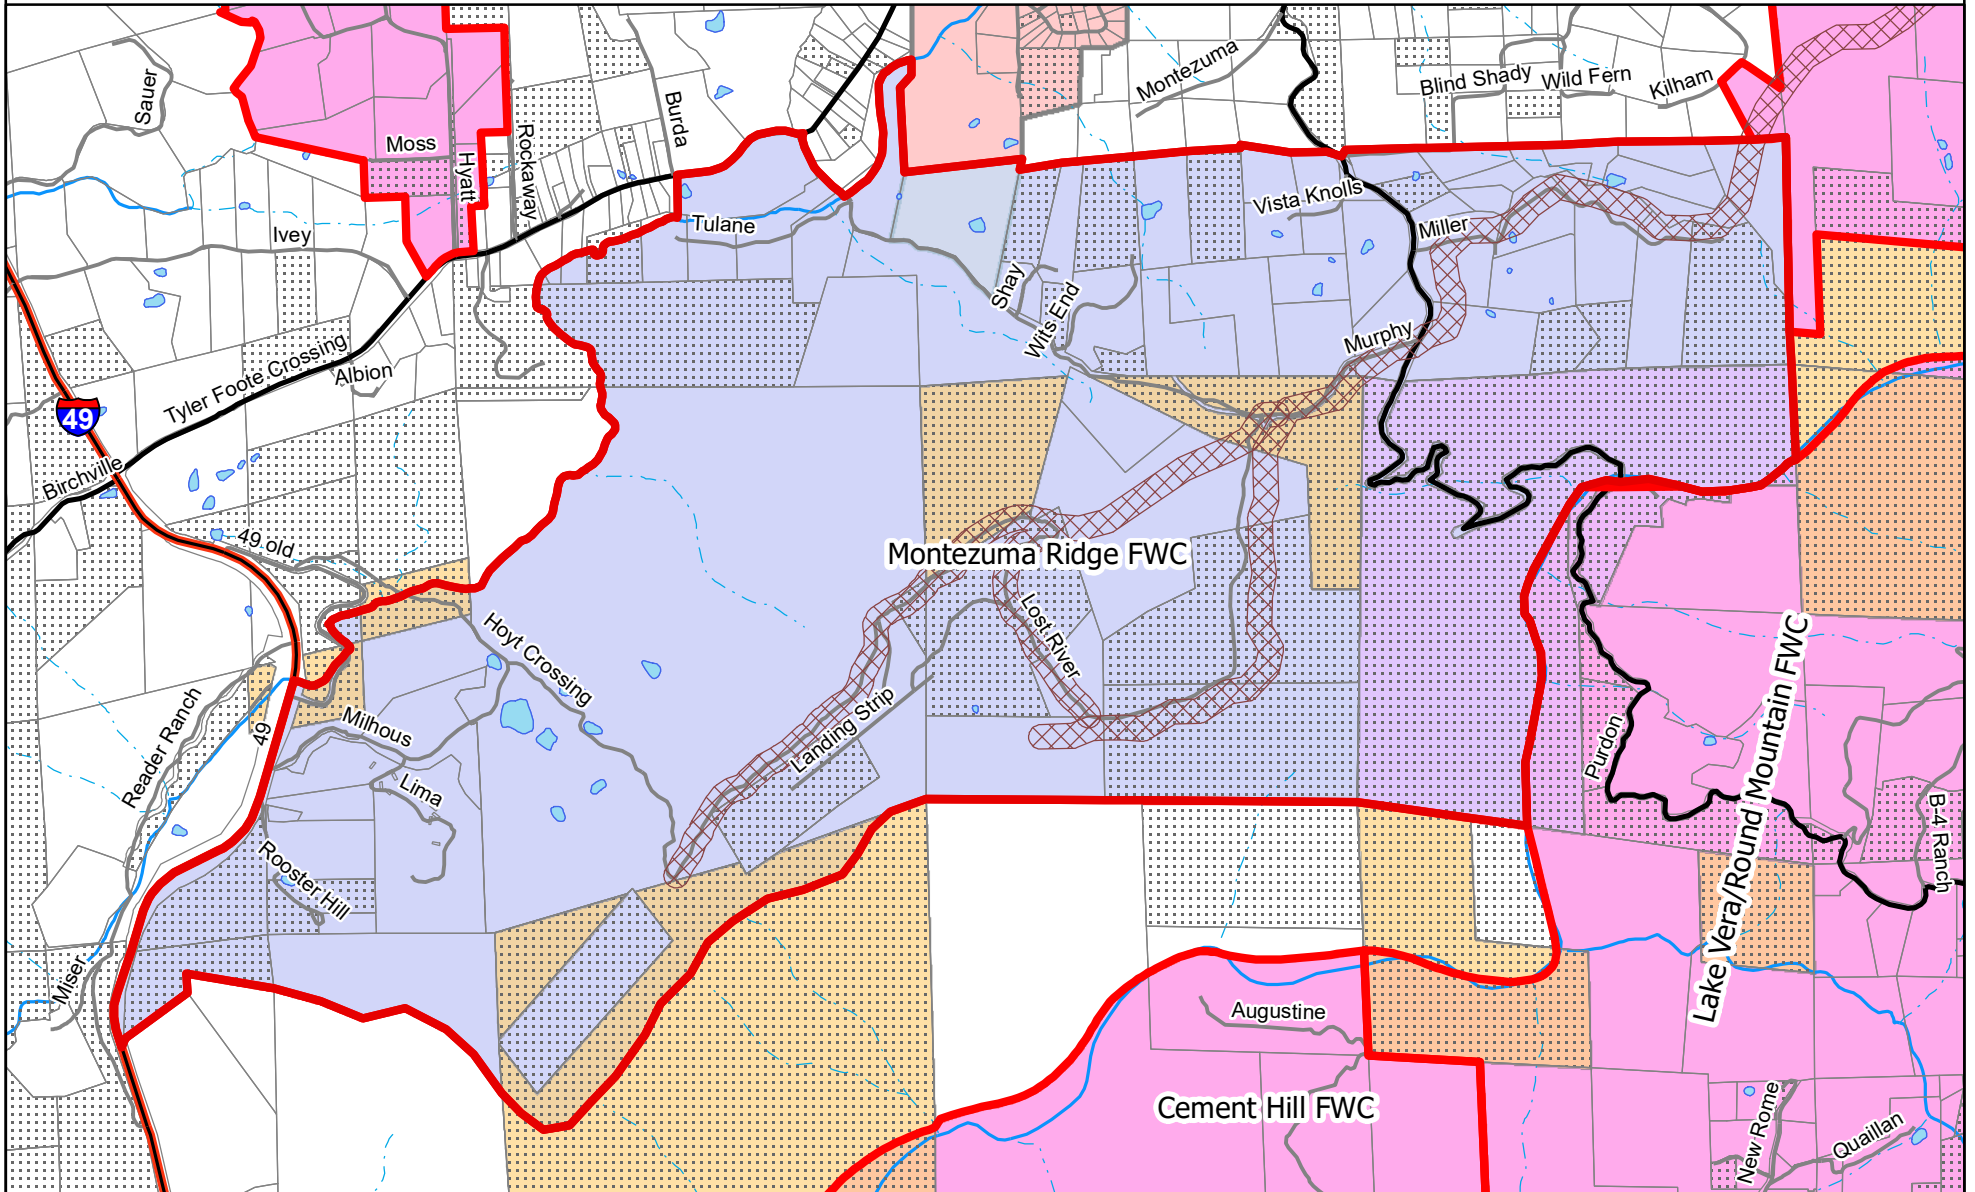 Sauer
Moss
Hyatt
Rockaway
Burda
Montezuma
Blind Shady
Wild Fern
Kilham
Ivey
Tulane
Vista Knolls
Miller
Shay
Wits End
Murphy
Tyler Foote Crossing
Albion
49
Birchville
49 old
Montezuma Ridge FWC
Lost River
Hoyt Crossing
Reader Ranch
49
Milhous
Landing Strip
Lima
Purdon
Lake Vera/Round Mountain FWC
B-4 Ranch
Rooster Hill
Miser
Augustine
Cement Hill FWC
New Rome
Quaillan